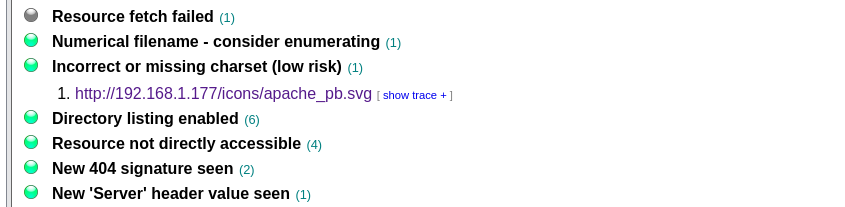 Resource fetch failed (1)
Numerical filename - consider enumerating (1)
Incorrect or missing charset (low risk) (1)
1. http://192.168.1.177/icons/apache_pb.svg [ show trace + ]
Directory listing enabled (6)
Resource not directly accessible (4)
New 404 signature seen (2)
New 'Server' header value seen (1)